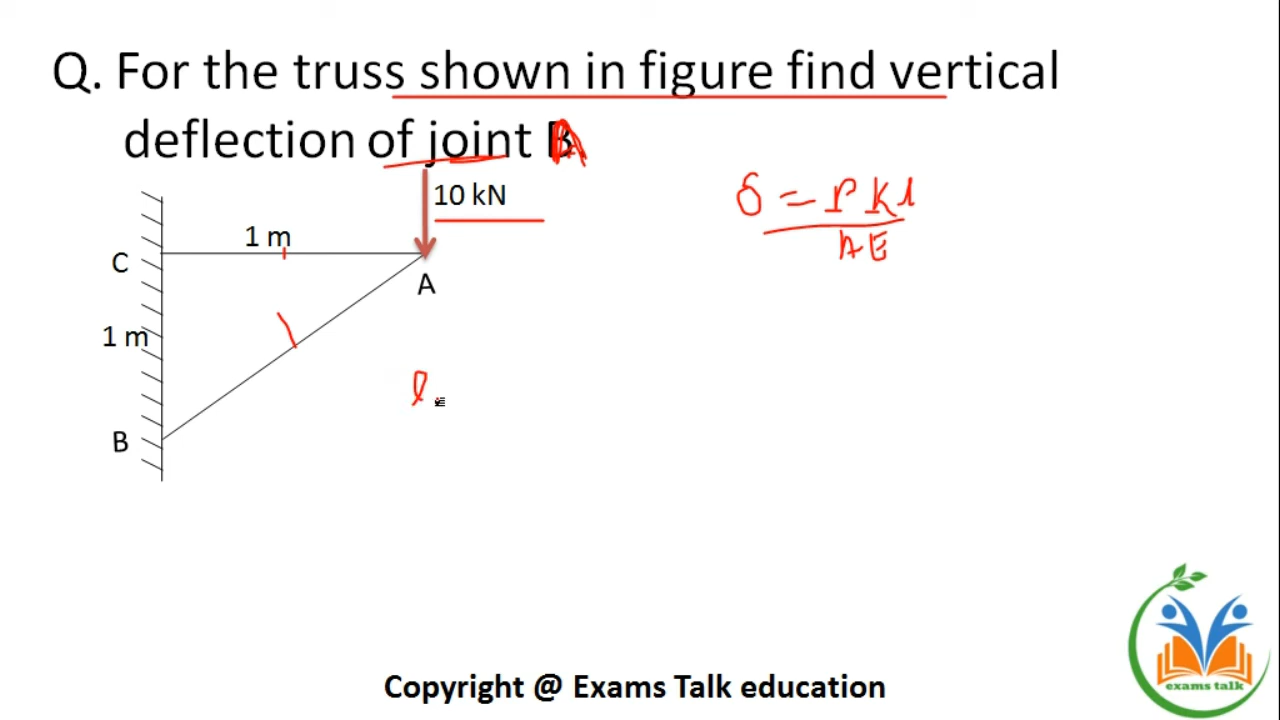 Q. For the truss shown in figure find vertical
deflection of joint A
10 kN
1 m
C
A
1 m
B
δ = PKl
AE
l
Copyright @ Exams Talk education
exams talk